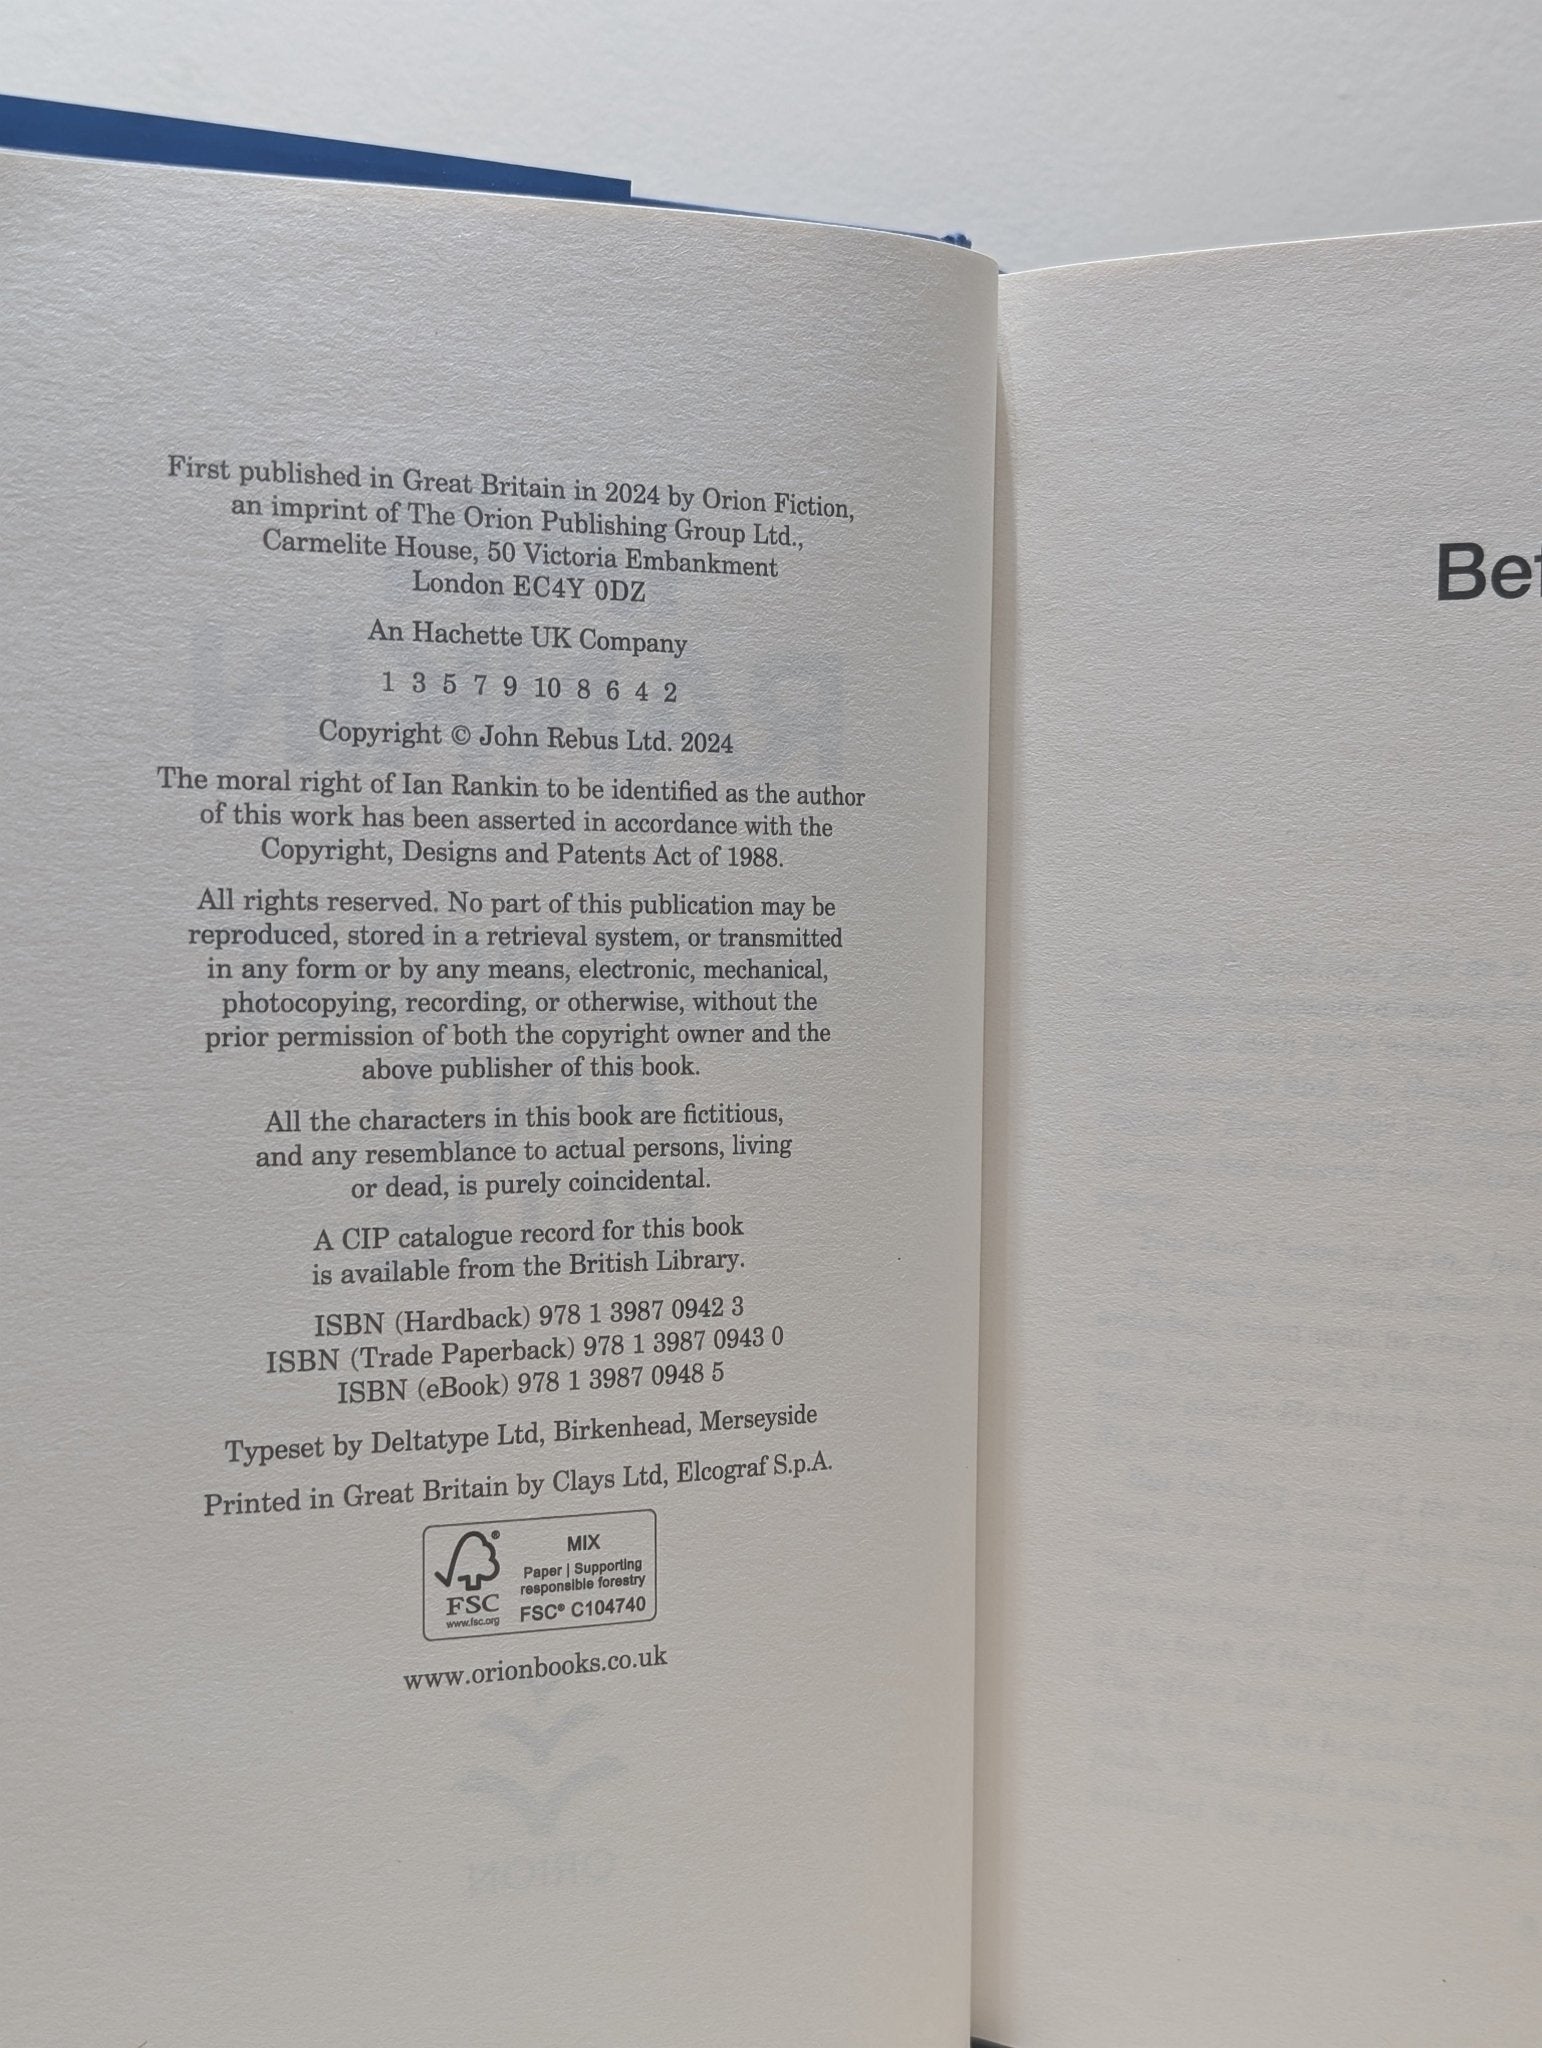 First published in Great Britain in 2024 by Orion Fiction,
an imprint of The Orion Publishing Group Ltd.,
Carmelite House, 50 Victoria Embankment
London EC4Y 0DZ
An Hachette UK Company
1 3 5 7 9 10 8 6 4 2
Copyright © John Rebus Ltd. 2024
The moral right of Ian Rankin to be identified as the author
of this work has been asserted in accordance with the
Copyright, Designs and Patents Act of 1988.
All rights reserved. No part of this publication may be
reproduced, stored in a retrieval system, or transmitted
in any form or by any means, electronic, mechanical,
photocopying, recording, or otherwise, without the
prior permission of both the copyright owner and the
above publisher of this book.
All the characters in this book are fictitious,
and any resemblance to actual persons, living
or dead, is purely coincidental.
A CIP catalogue record for this book
is available from the British Library.
ISBN (Hardback) 978 1 3987 0942 3
ISBN (Trade Paperback) 978 1 3987 0943 0
ISBN (eBook) 978 1 3987 0948 5
Typeset by Deltatype Ltd, Birkenhead, Merseyside
Printed in Great Britain by Clays Ltd, Elcograf S.p.A.
FSC®
www.fsc.org
MIX
Paper | Supporting
responsible forestry
FSC® C104740
www.orionbooks.co.uk